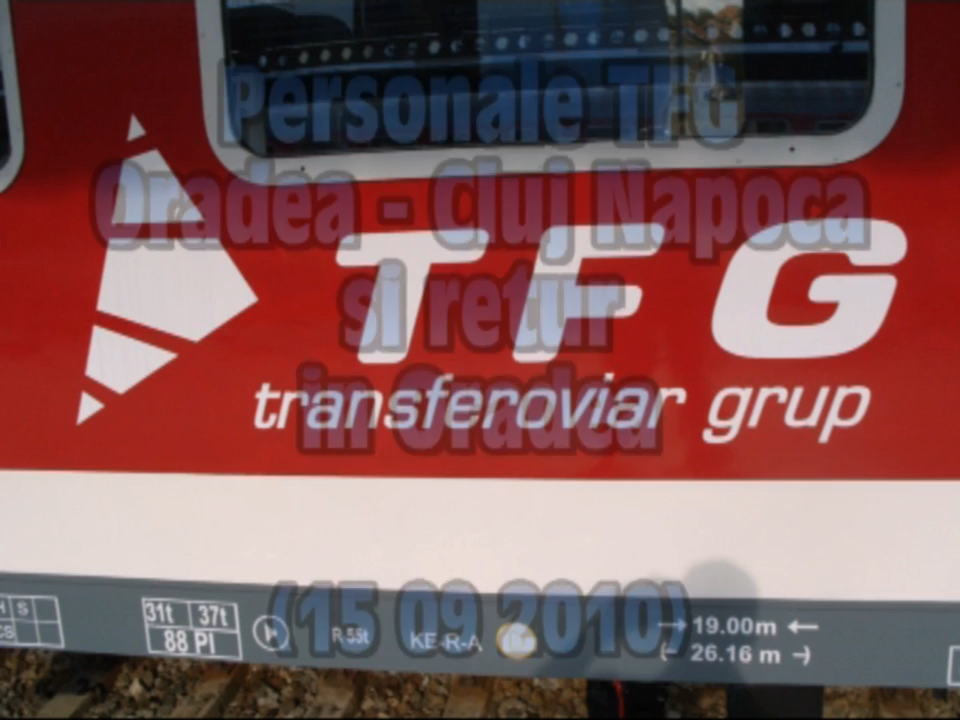 Personale TFG
Oradea - Cluj Napoca
si retur
in Oradea
TFG
transferoviar grup
(15 09 2010)
H S
CS
31t 37t
88 Pl
R 55t
KE-R-A
19.00m
26.16 m